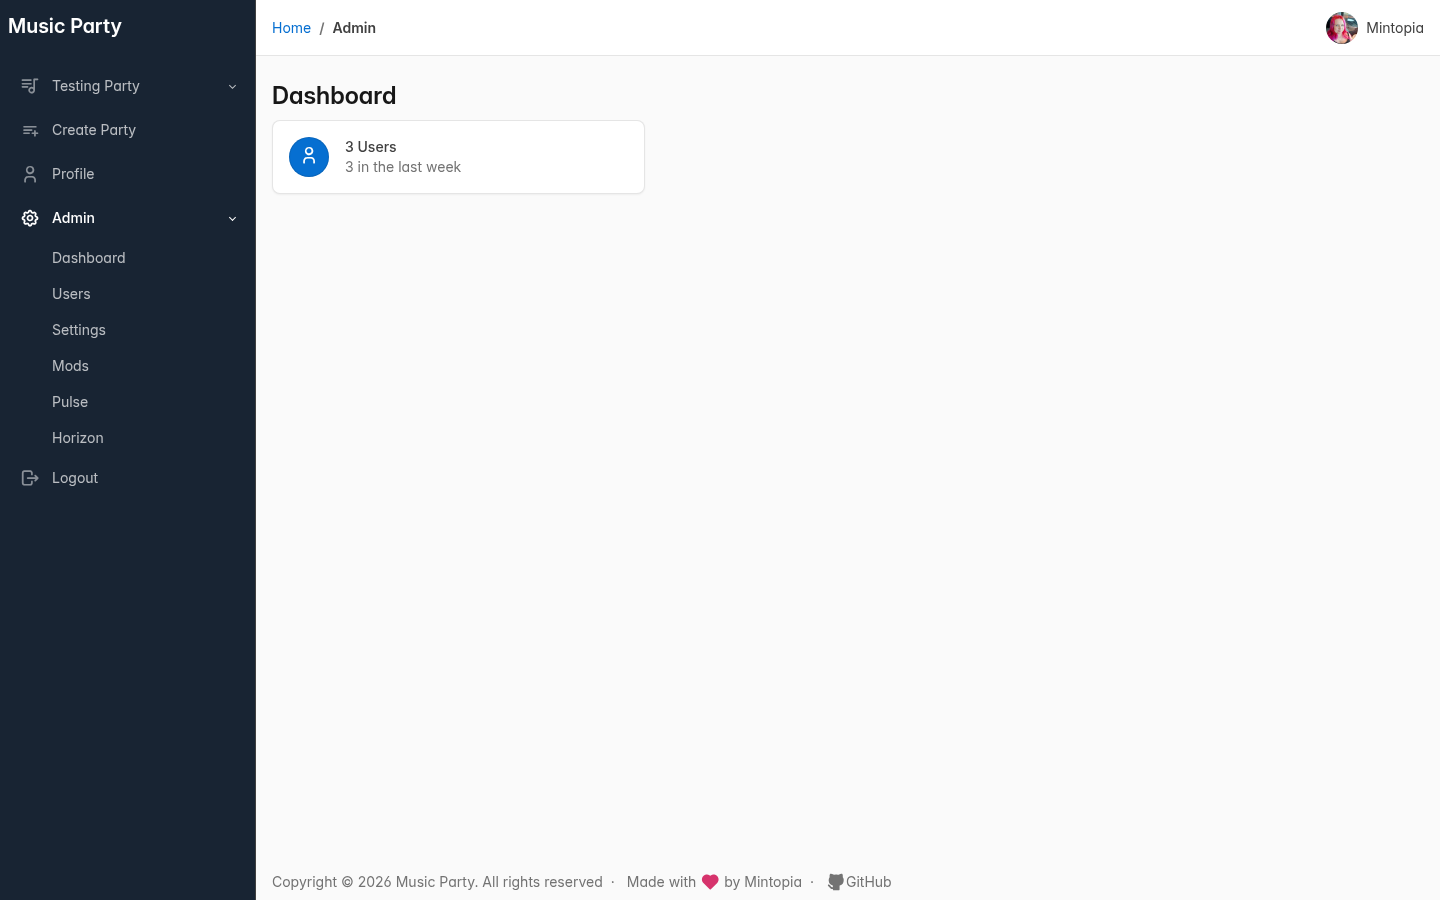 Music Party
Testing Party
Create Party
Profile
Admin
Dashboard
Users
Settings
Mods
Pulse
Horizon
Logout
Home / Admin
Mintopia
Dashboard
3 Users
3 in the last week
Copyright © 2026 Music Party. All rights reserved · Made with by Mintopia · GitHub